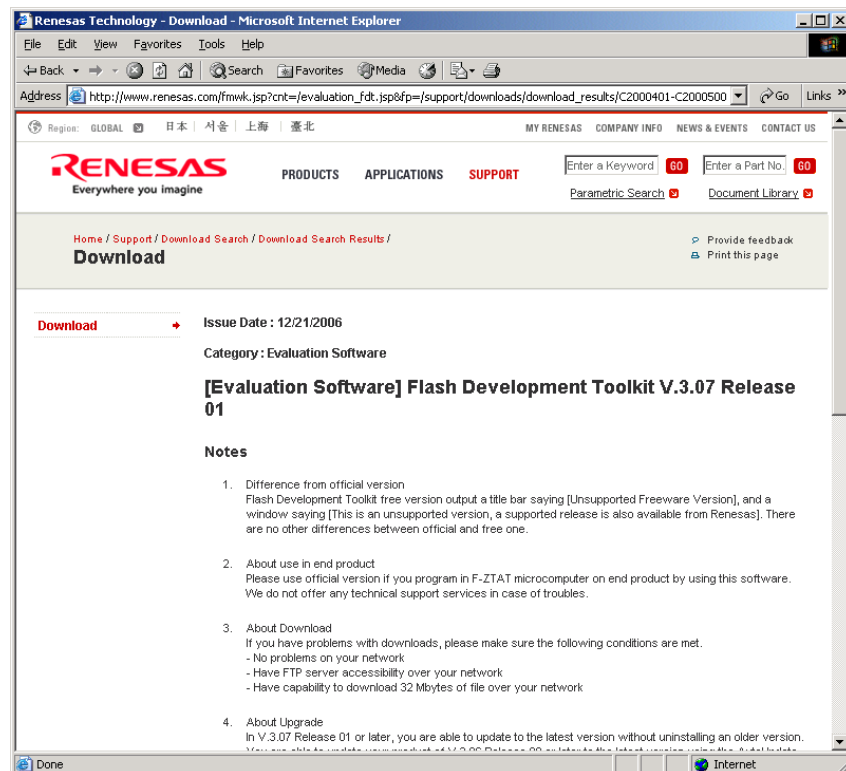 Renesas Technology - Download - Microsoft Internet Explorer
File Edit View Favorites Tools Help
Back Search Favorites Media
Address http://www.renesas.com/fmwk.jsp?cnt=/evaluation_fdt.jsp&fp=/support/downloads/download_results/C2000401-C2000500 Go Links »
Region: GLOBAL 日本 서울 上海 臺北 MY RENESAS COMPANY INFO NEWS & EVENTS CONTACT US
RENESAS
Everywhere you imagine
PRODUCTS APPLICATIONS SUPPORT
Enter a Keyword GO Enter a Part No. GO
Parametric Search Document Library
Home / Support / Download Search / Download Search Results /
Download
Provide feedback
Print this page
Download
Issue Date : 12/21/2006
Category : Evaluation Software
[Evaluation Software] Flash Development Toolkit V.3.07 Release
01
Notes
1. Difference from official version
Flash Development Toolkit free version output a title bar saying [Unsupported Freeware Version], and a
window saying [This is an unsupported version, a supported release is also available from Renesas]. There
are no other differences between official and free one.
2. About use in end product
Please use official version if you program in F-ZTAT microcomputer on end product by using this software.
We do not offer any technical support services in case of troubles.
3. About Download
If you have problems with downloads, please make sure the following conditions are met.
- No problems on your network
- Have FTP server accessibility over your network
- Have capability to download 32 Mbytes of file over your network
4. About Upgrade
In V.3.07 Release 01 or later, you are able to update to the latest version without uninstalling an older version.
Done Internet